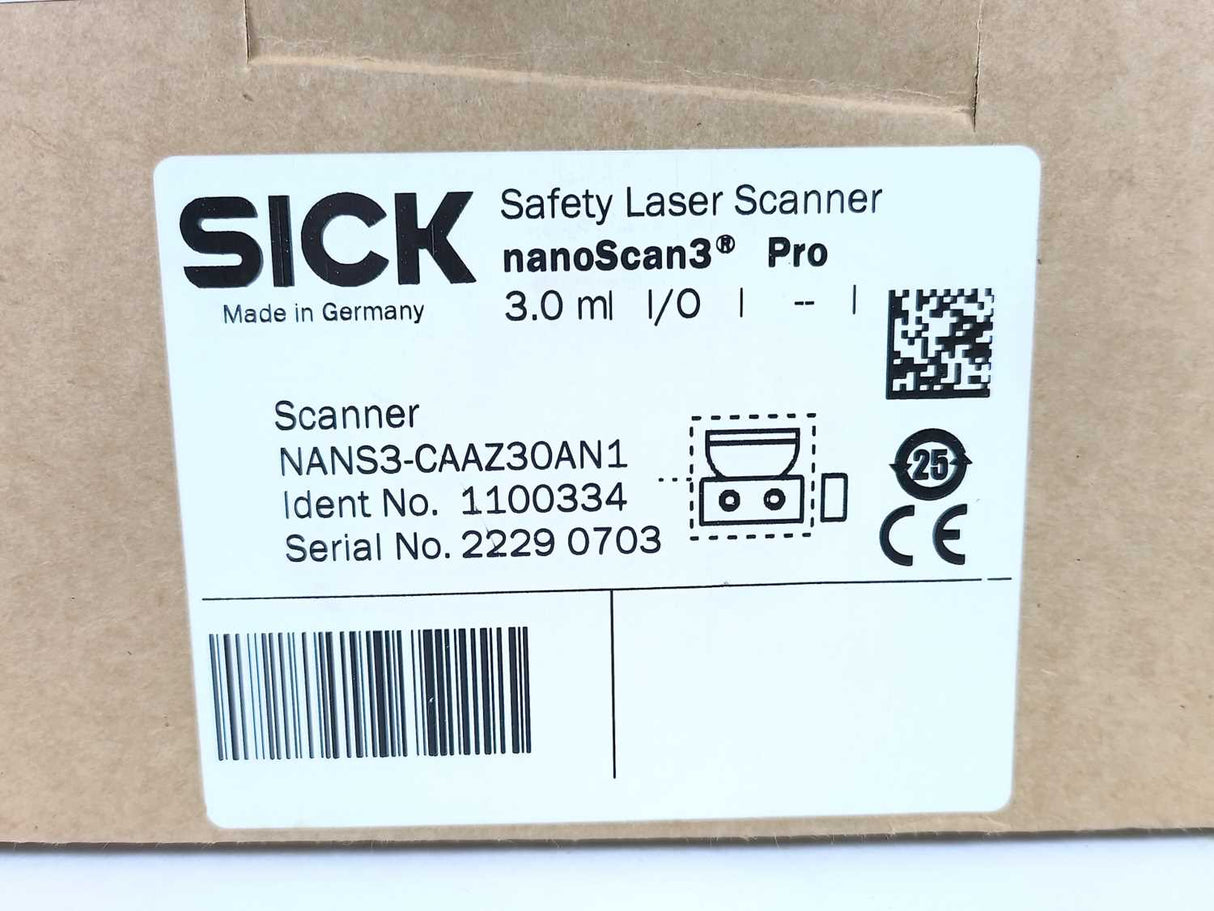 SICK
Made in Germany
Safety Laser Scanner
nanoScan3® Pro
3.0 m| I/O | -- |
Scanner
NANS3-CAAZ30AN1
Ident No. 1100334
Serial No. 2229 0703
25
CE